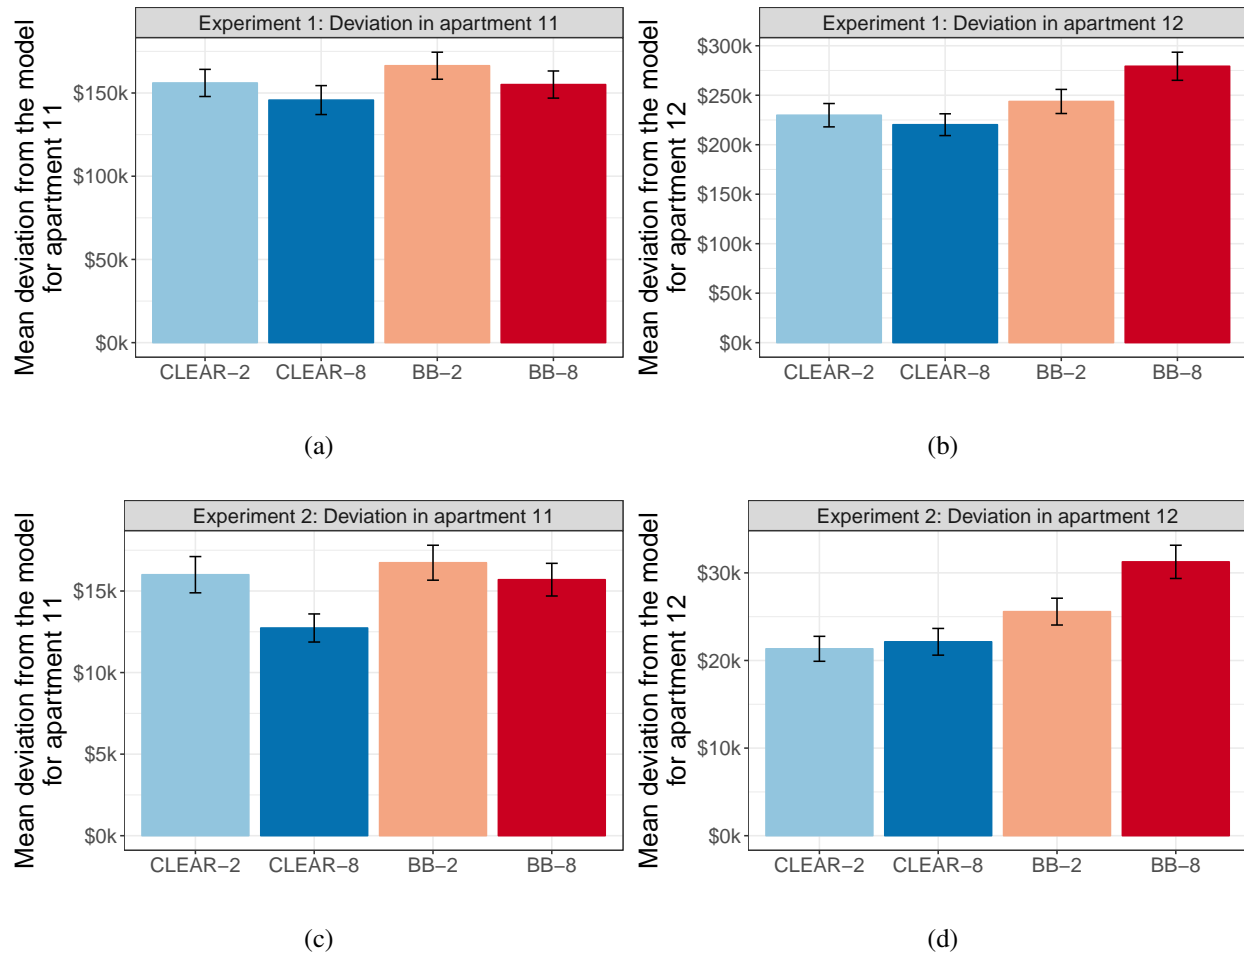 Experiment 1: Deviation in apartment 11
Mean deviation from the model
for apartment 11
$150k
$100k
$50k
$0k
CLEAR−2 CLEAR−8 BB−2 BB−8
(a)
Experiment 1: Deviation in apartment 12
Mean deviation from the model
for apartment 12
$300k
$250k
$200k
$150k
$100k
$50k
$0k
CLEAR−2 CLEAR−8 BB−2 BB−8
(b)
Experiment 2: Deviation in apartment 11
Mean deviation from the model
for apartment 11
$15k
$10k
$5k
$0k
CLEAR−2 CLEAR−8 BB−2 BB−8
(c)
Experiment 2: Deviation in apartment 12
Mean deviation from the model
for apartment 12
$30k
$20k
$10k
$0k
CLEAR−2 CLEAR−8 BB−2 BB−8
(d)